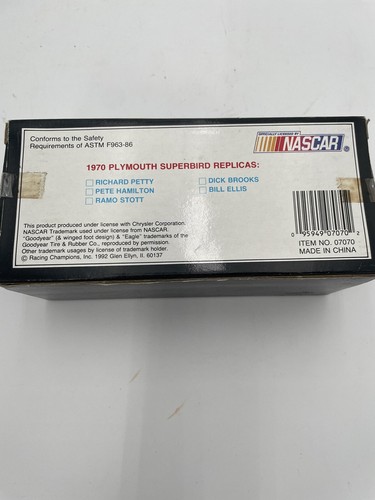 Conforms to the Safety
Requirements of ASTM F963-86
SPECIALLY LICENSED BY
NASCAR®
1970 PLYMOUTH SUPERBIRD REPLICAS:
RICHARD PETTY
PETE HAMILTON
RAMO STOTT
DICK BROOKS
BILL ELLIS
This product produced under license with Chrysler Corporation.
NASCAR Trademark used under license from NASCAR.
"Goodyear" (& winged foot design) & "Eagle" trademarks of the
Goodyear Tire & Rubber Co., reproduced by permission.
Other trademark usages by license of trademark holder.
© Racing Champions, Inc. 1992 Glen Ellyn, Il. 60137
0 95949 07070 2
ITEM NO. 07070
MADE IN CHINA